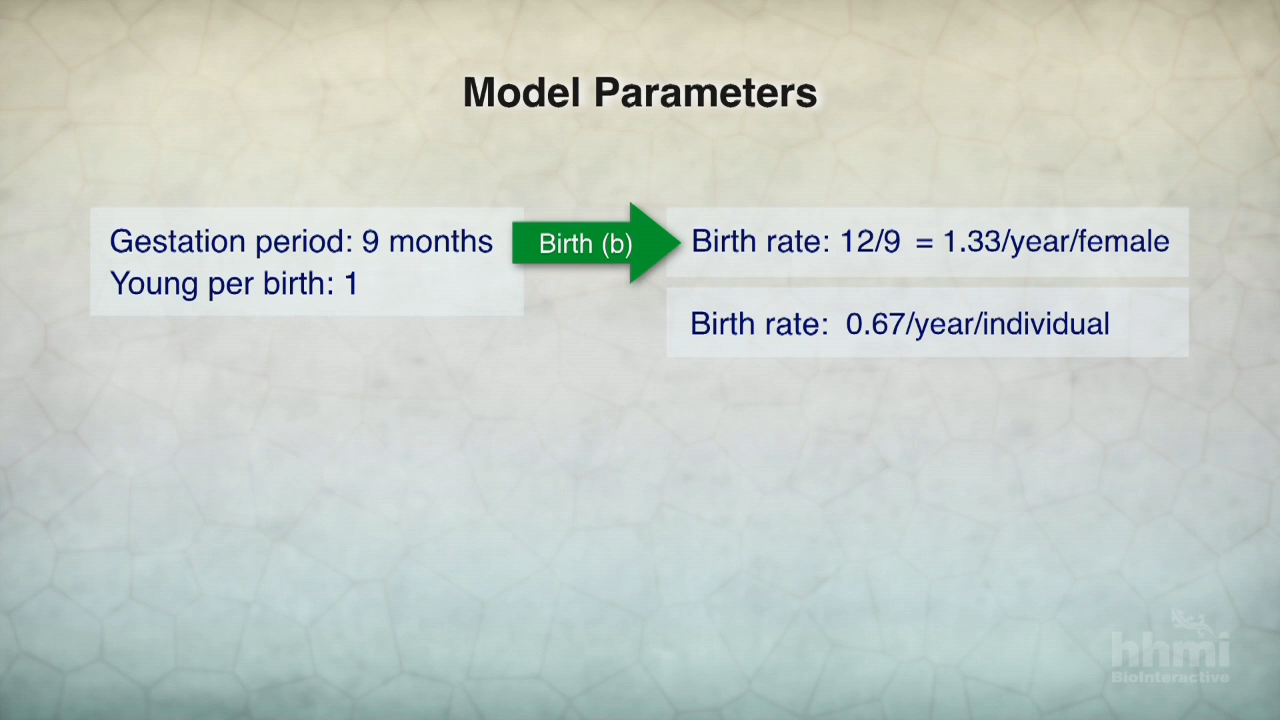 Model Parameters
Gestation period: 9 months
Young per birth: 1
Birth (b)
Birth rate: 12/9 = 1.33/year/female
Birth rate: 0.67/year/individual
hhmi
BioInteractive